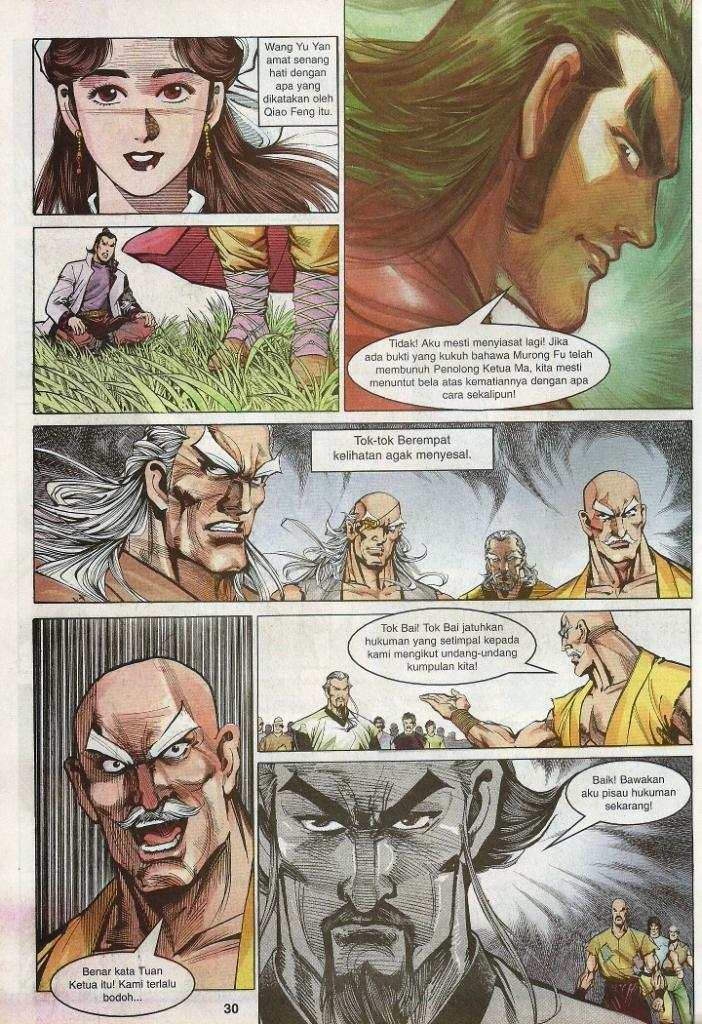 Wang Yu Yan
amat senang
hati dengan
apa yang
dikatakan oleh
Qiao Feng itu.
Tidak! Aku mesti menyiasat lagi! Jika
ada bukti yang kukuh bahawa Murong Fu telah
membunuh Penolong Ketua Ma, kita mesti
menuntut bela atas kematiannya dengan apa
cara sekalipun!
Tok-tok Berempat
kelihatan agak menyesal.
Tok Bai! Tok Bai jatuhkan
hukuman yang setimpal kepada
kami mengikut undang-undang
kumpulan kita!
Benar kata Tuan
Ketua itu! Kami terlalu
bodoh...
Baik! Bawakan
aku pisau hukuman
sekarang!
30